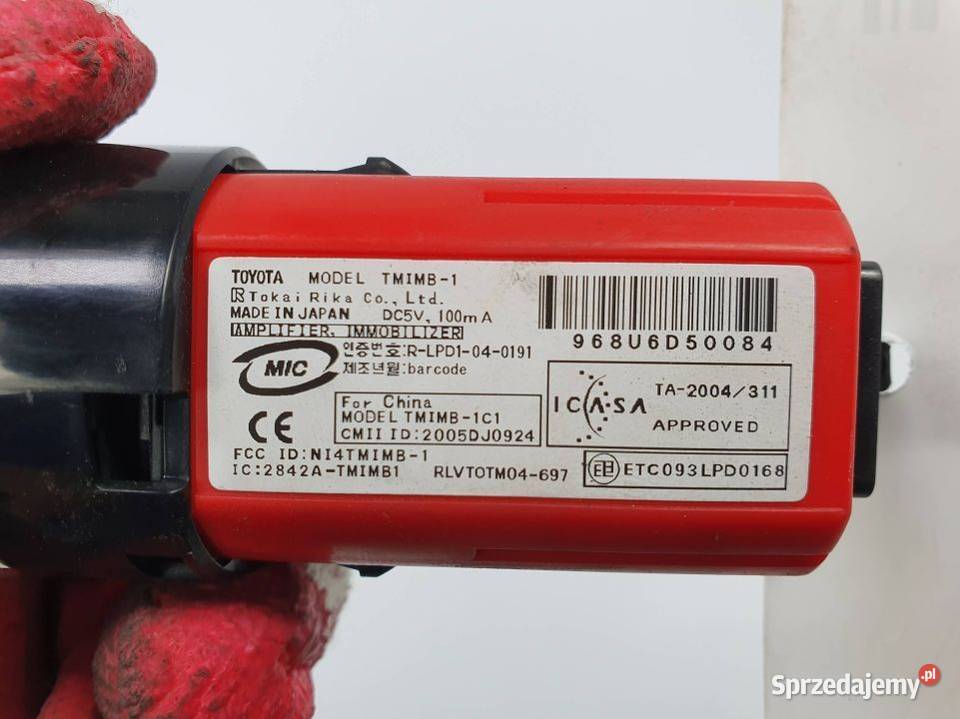 TOYOTA MODEL TMIMB-1
Tokai Rika Co., Ltd.
MADE IN JAPAN DC5V, 100mA
AMPLIFIER, IMMOBILIZER
MIC
인증번호:R-LPD1-04-0191
제조년월:barcode
968U6D50084
CE
For China
MODEL TMIMB-1C1
CMII ID:2005DJ0924
ICASA
TA-2004/311
APPROVED
FCC ID:NI4TMIMB-1
IC:2842A-TMIMB1 RLVTOTM04-697
ETC093LPD0168
Sprzedajemy.pl